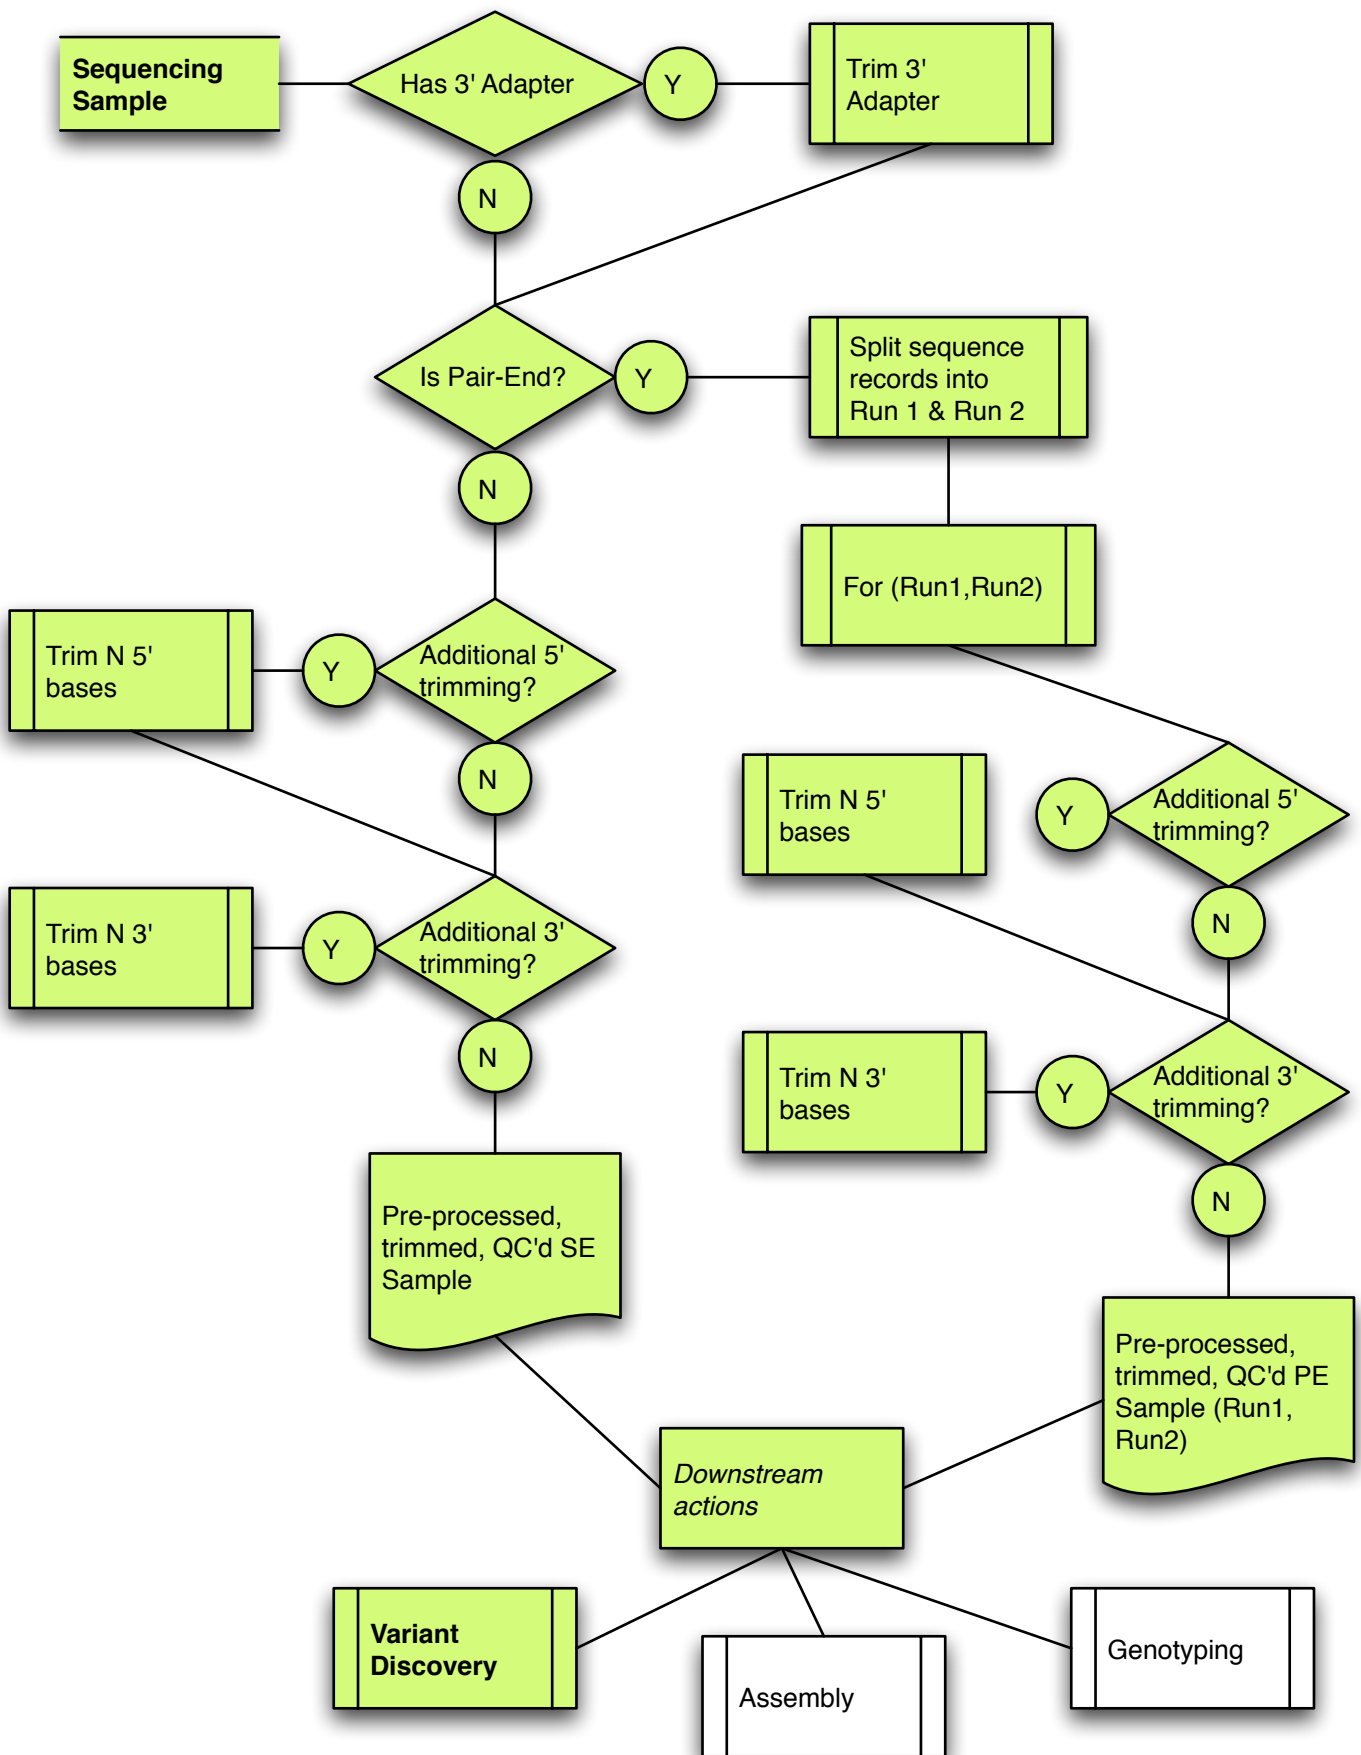 Sequencing
Sample
Has 3' Adapter
Y
Trim 3'
Adapter
N
Is Pair-End?
Y
Split sequence
records into
Run 1 & Run 2
N
For (Run1,Run2)
Trim N 5'
bases
Y
Additional 5'
trimming?
N
Trim N 5'
bases
Y
Additional 5'
trimming?
N
Trim N 3'
bases
Y
Additional 3'
trimming?
N
Trim N 3'
bases
Y
Additional 3'
trimming?
N
Pre-processed,
trimmed, QC'd SE
Sample
Pre-processed,
trimmed, QC'd PE
Sample (Run1,
Run2)
Downstream
actions
Variant
Discovery
Assembly
Genotyping